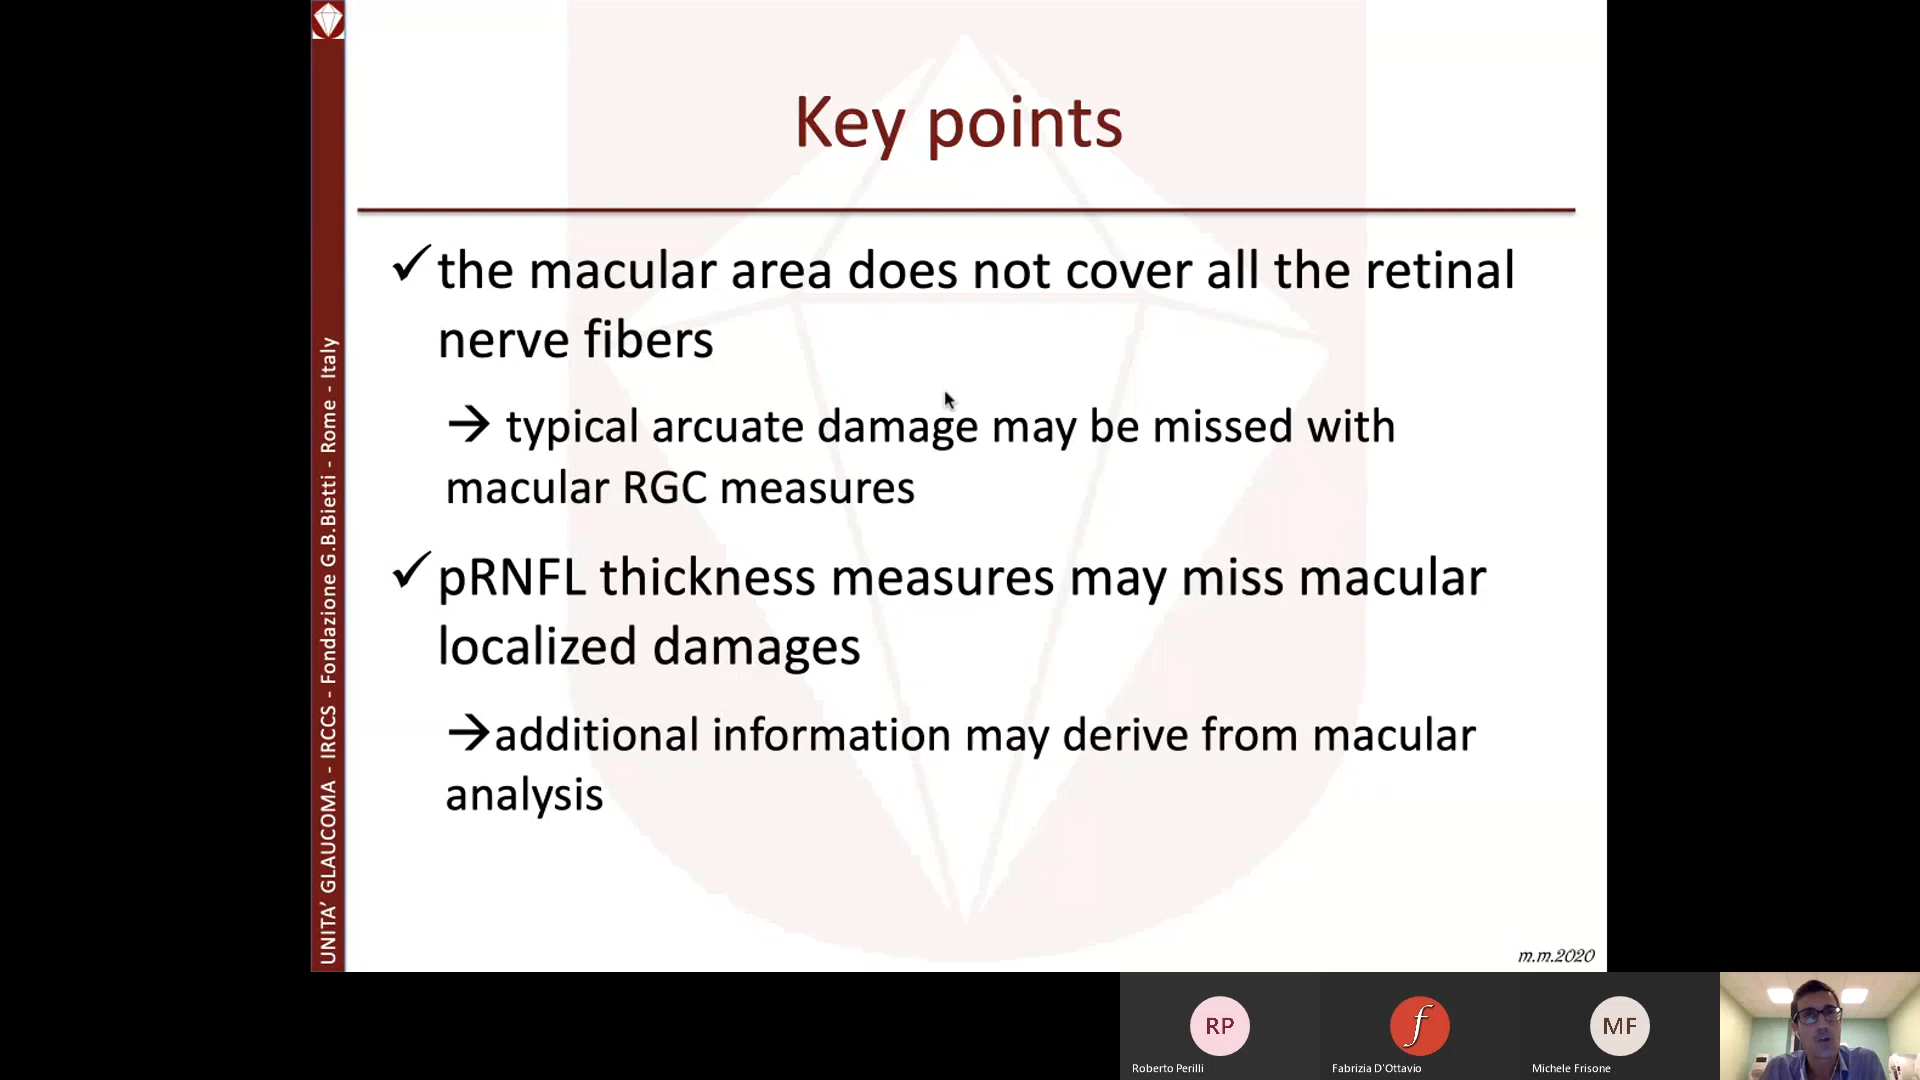 Key points
✓ the macular area does not cover all the retinal
nerve fibers
→ typical arcuate damage may be missed with
macular RGC measures
✓ pRNFL thickness measures may miss macular
localized damages
→additional information may derive from macular
analysis
UNITA’ GLAUCOMA - IRCCS - Fondazione G.B.Bietti - Rome - Italy
m.m.2020
RP
f
MF
Roberto Perilli
Fabrizia D'Ottavio
Michele Frisone